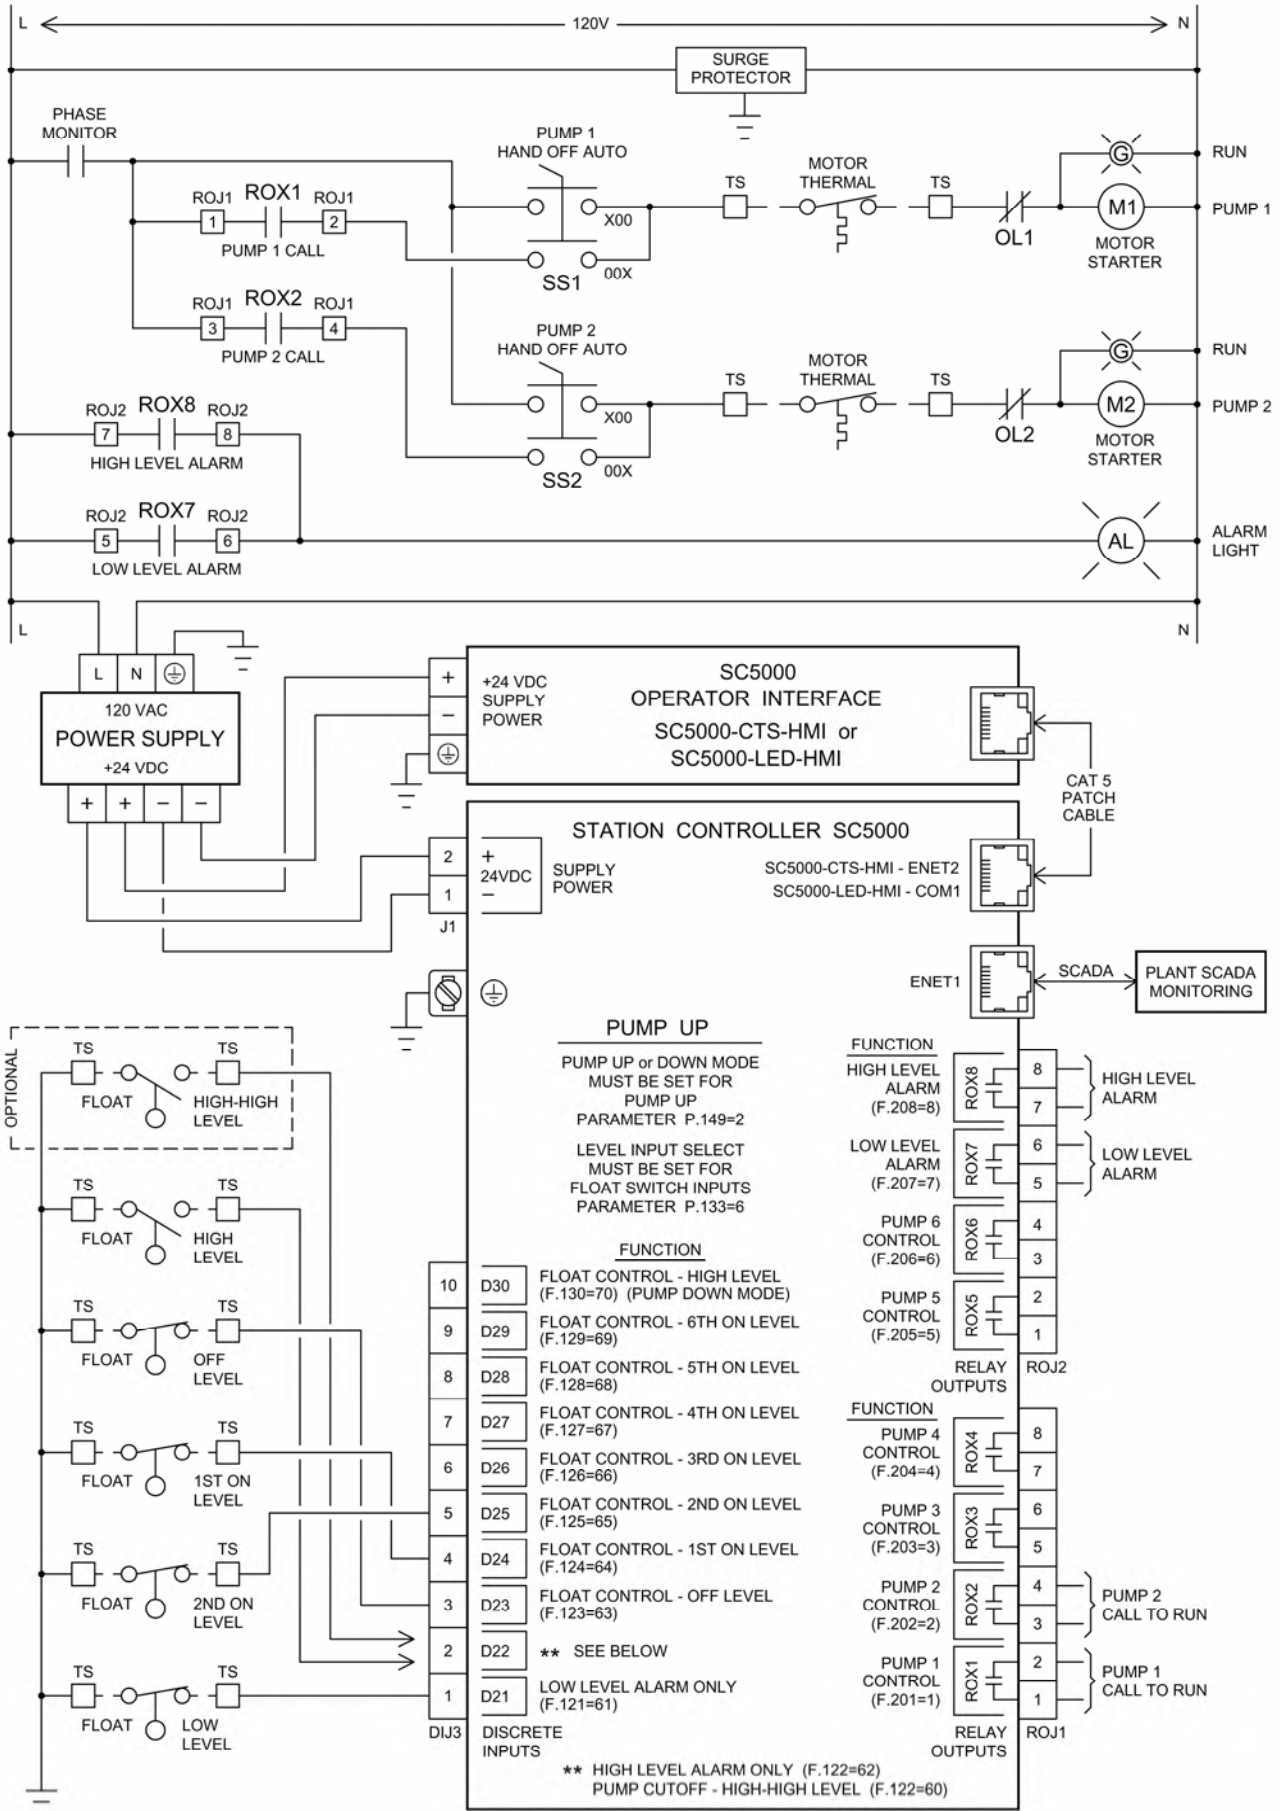 L
120V
N
SURGE
PROTECTOR
PHASE
MONITOR
PUMP 1
HAND OFF AUTO
MOTOR
THERMAL
G
RUN
ROJ1
ROX1
ROJ1
TS
TS
1
2
X00
OL1
M1
PUMP 1
PUMP 1 CALL
MOTOR
STARTER
SS1
00X
ROJ1
ROX2
ROJ1
3
4
PUMP 2 CALL
PUMP 2
HAND OFF AUTO
MOTOR
THERMAL
G
RUN
TS
TS
X00
OL2
M2
PUMP 2
MOTOR
STARTER
SS2
00X
ROJ2
ROX8
ROJ2
7
8
HIGH LEVEL ALARM
ROJ2
ROX7
ROJ2
5
6
LOW LEVEL ALARM
AL
ALARM
LIGHT
L
N
L
N
120 VAC
POWER SUPPLY
+24 VDC
+
+
−
−
+
−
+24 VDC
SUPPLY
POWER
SC5000
OPERATOR INTERFACE
SC5000-CTS-HMI or
SC5000-LED-HMI
CAT 5
PATCH
CABLE
STATION CONTROLLER SC5000
2
1
J1
+
24VDC
−
SUPPLY
POWER
SC5000-CTS-HMI - ENET2
SC5000-LED-HMI - COM1
ENET1
SCADA
PLANT SCADA
MONITORING
PUMP UP
PUMP UP or DOWN MODE
MUST BE SET FOR
PUMP UP
PARAMETER P.149=2
LEVEL INPUT SELECT
MUST BE SET FOR
FLOAT SWITCH INPUTS
PARAMETER P.133=6
OPTIONAL
TS
TS
FLOAT
HIGH-HIGH
LEVEL
TS
TS
FLOAT
HIGH
LEVEL
TS
TS
FLOAT
OFF
LEVEL
TS
TS
FLOAT
1ST ON
LEVEL
TS
TS
FLOAT
2ND ON
LEVEL
TS
TS
FLOAT
LOW
LEVEL
FUNCTION
10 D30 FLOAT CONTROL - HIGH LEVEL
(F.130=70) (PUMP DOWN MODE)
9 D29 FLOAT CONTROL - 6TH ON LEVEL
(F.129=69)
8 D28 FLOAT CONTROL - 5TH ON LEVEL
(F.128=68)
7 D27 FLOAT CONTROL - 4TH ON LEVEL
(F.127=67)
6 D26 FLOAT CONTROL - 3RD ON LEVEL
(F.126=66)
5 D25 FLOAT CONTROL - 2ND ON LEVEL
(F.125=65)
4 D24 FLOAT CONTROL - 1ST ON LEVEL
(F.124=64)
3 D23 FLOAT CONTROL - OFF LEVEL
(F.123=63)
2 D22 ** SEE BELOW
1 D21 LOW LEVEL ALARM ONLY
(F.121=61)
DIJ3 DISCRETE
INPUTS
FUNCTION
HIGH LEVEL
ALARM
(F.208=8)
ROX8
8
7
HIGH LEVEL
ALARM
LOW LEVEL
ALARM
(F.207=7)
ROX7
6
5
LOW LEVEL
ALARM
PUMP 6
CONTROL
(F.206=6)
ROX6
4
3
PUMP 5
CONTROL
(F.205=5)
ROX5
2
1
RELAY
OUTPUTS
ROJ2
FUNCTION
PUMP 4
CONTROL
(F.204=4)
ROX4
8
7
PUMP 3
CONTROL
(F.203=3)
ROX3
6
5
PUMP 2
CONTROL
(F.202=2)
ROX2
4
3
PUMP 2
CALL TO RUN
PUMP 1
CONTROL
(F.201=1)
ROX1
2
1
PUMP 1
CALL TO RUN
RELAY
OUTPUTS
ROJ1
** HIGH LEVEL ALARM ONLY (F.122=62)
PUMP CUTOFF - HIGH-HIGH LEVEL (F.122=60)